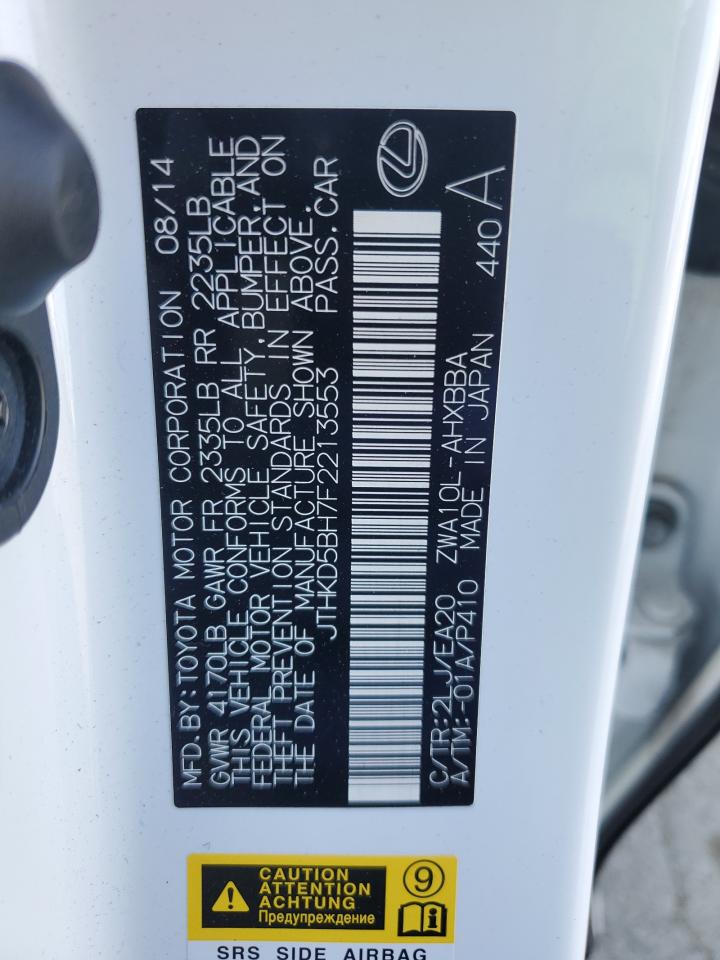 MFD.BY:TOYOTA MOTOR CORPORATION 08/14
GVWR 4170LB GAWR FR 2335LB RR 2235LB
THIS VEHICLE CONFORMS TO ALL APPLICABLE
FEDERAL MOTOR VEHICLE SAFETY,BUMPER,AND
THEFT PREVENTION STANDARDS IN EFFECT ON
THE DATE OF MANUFACTURE SHOWN ABOVE.
JTHKD5BH7F2213553 PASS.CAR
C/TR:2LJ/EA20 ZWA10L-AHXBBA 440
A/TM:-01A/P410 MADE IN JAPAN A
CAUTION
ATTENTION
ACHTUNG
Предупреждение
9
SRS SIDE AIRBAG